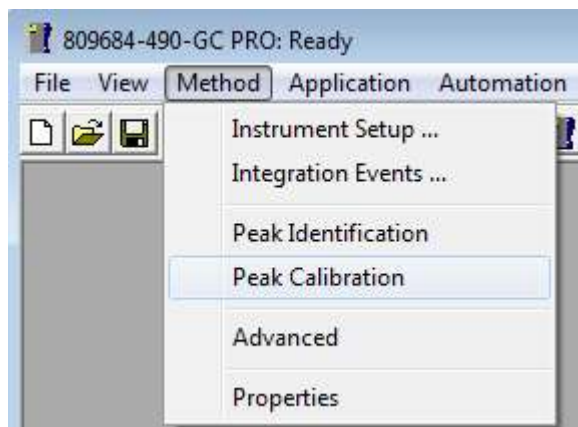 809684-490-GC PRO: Ready
File View Method Application Automation
Instrument Setup ...
Integration Events ...
Peak Identification
Peak Calibration
Advanced
Properties